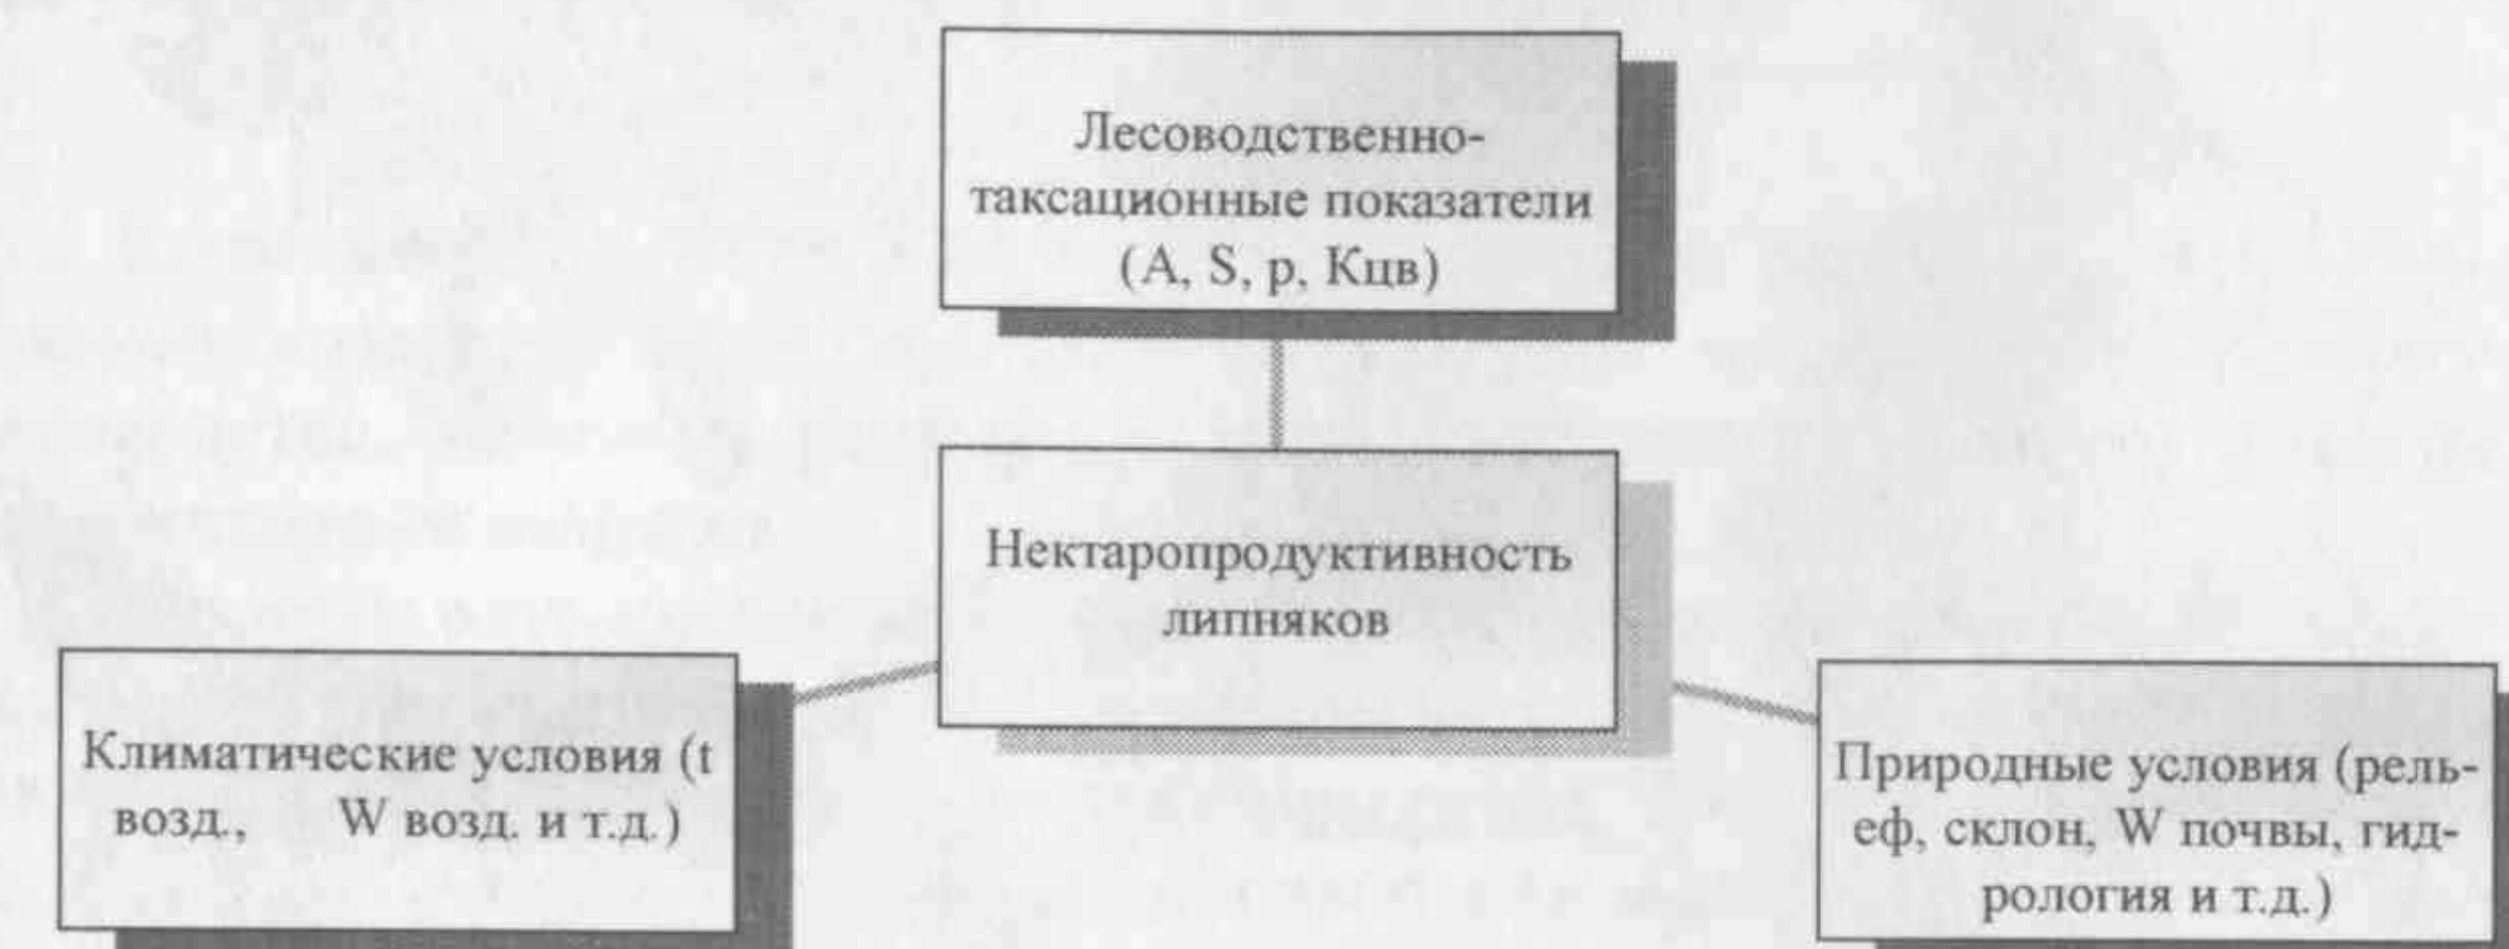 Лесоводственно-
таксационные показатели
(A, S, p, Кцв)
Нектаропродуктивность
липняков
Климатические условия (t
возд., W возд. и т.д.)
Природные условия (рель-
еф, склон, W почвы, гид-
рология и т.д.)